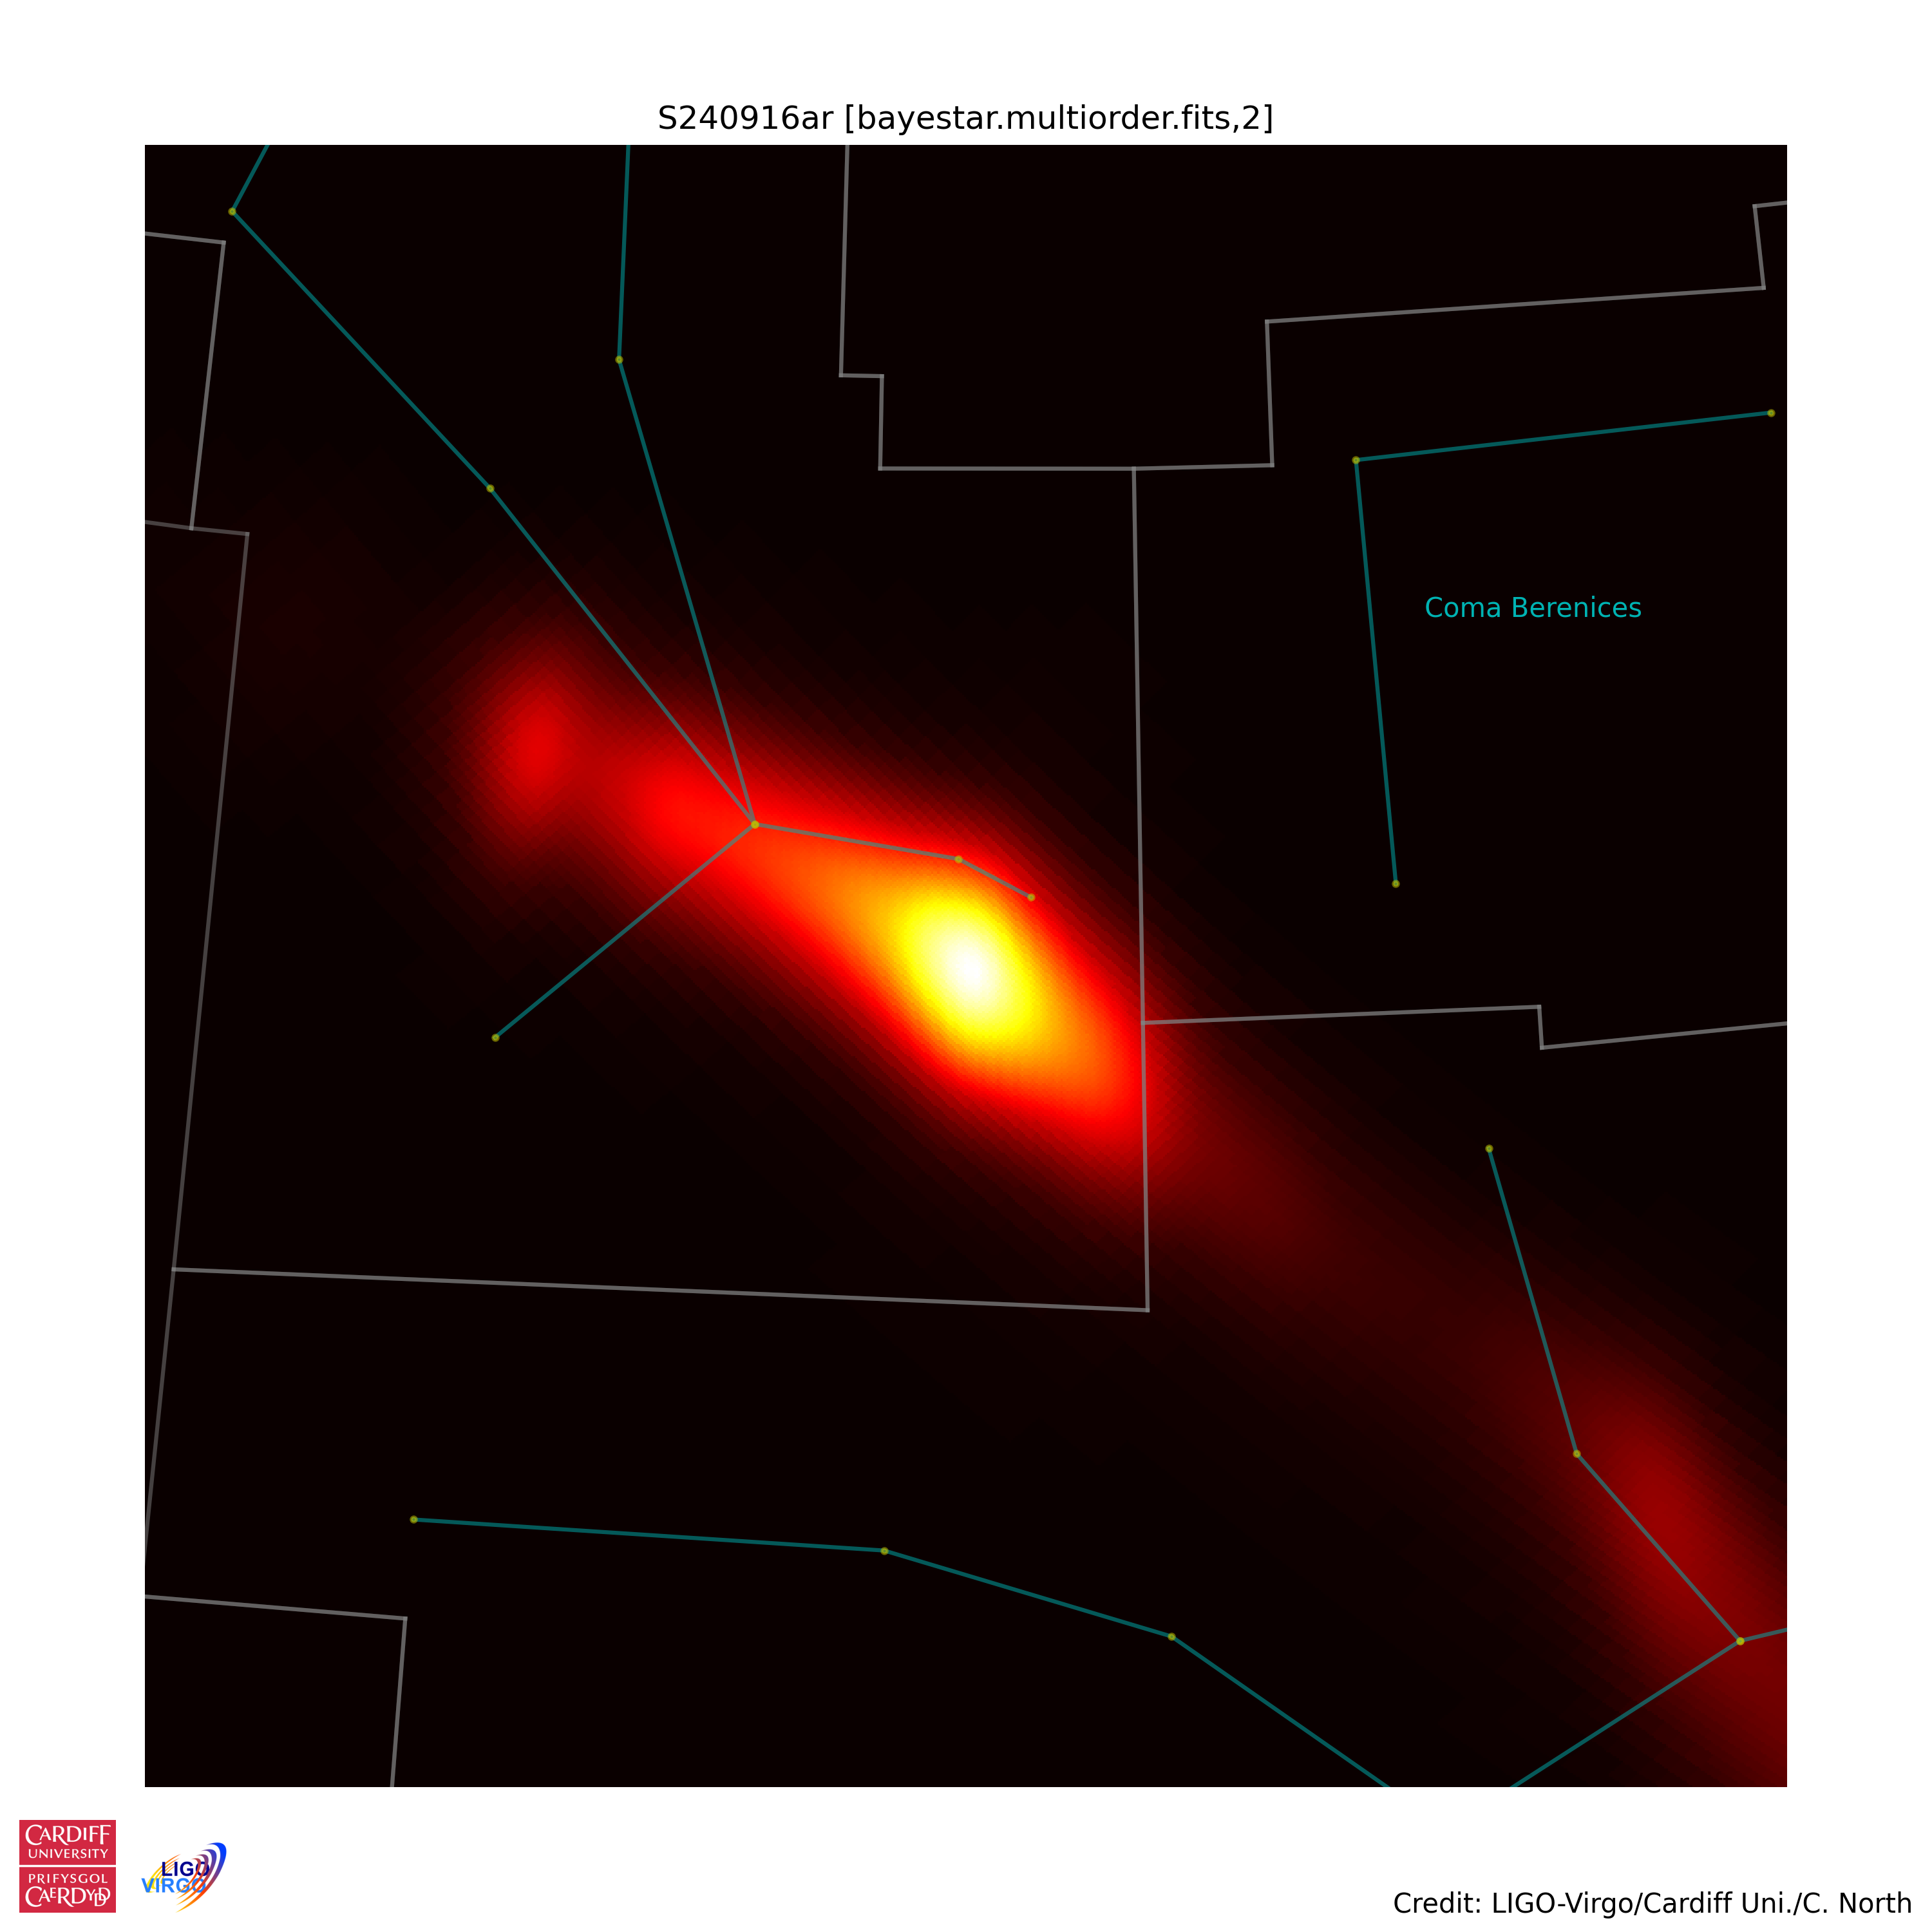 S240916ar [bayestar.multiorder.fits,2]
Coma Berenices
CARDIFF
UNIVERSITY
PRIFYSGOL
CAERDYDD
LIGO
VIRGO
Credit: LIGO-Virgo/Cardiff Uni./C. North